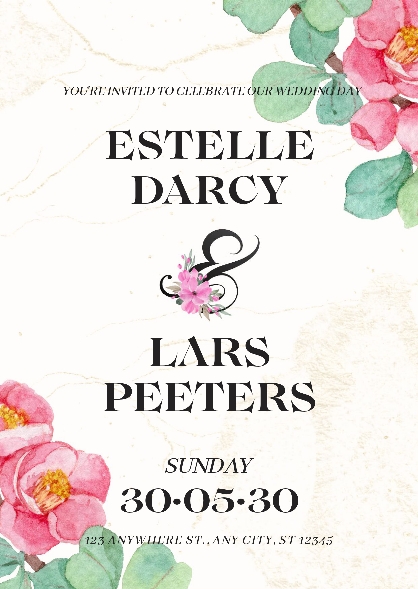 YOU'RE INVITED TO CELEBRATE OUR WEDDING DAY
ESTELLE
DARCY
&
LARS
PEETERS
SUNDAY
30•05•30
123 ANYWHERE ST., ANY CITY, ST 12345